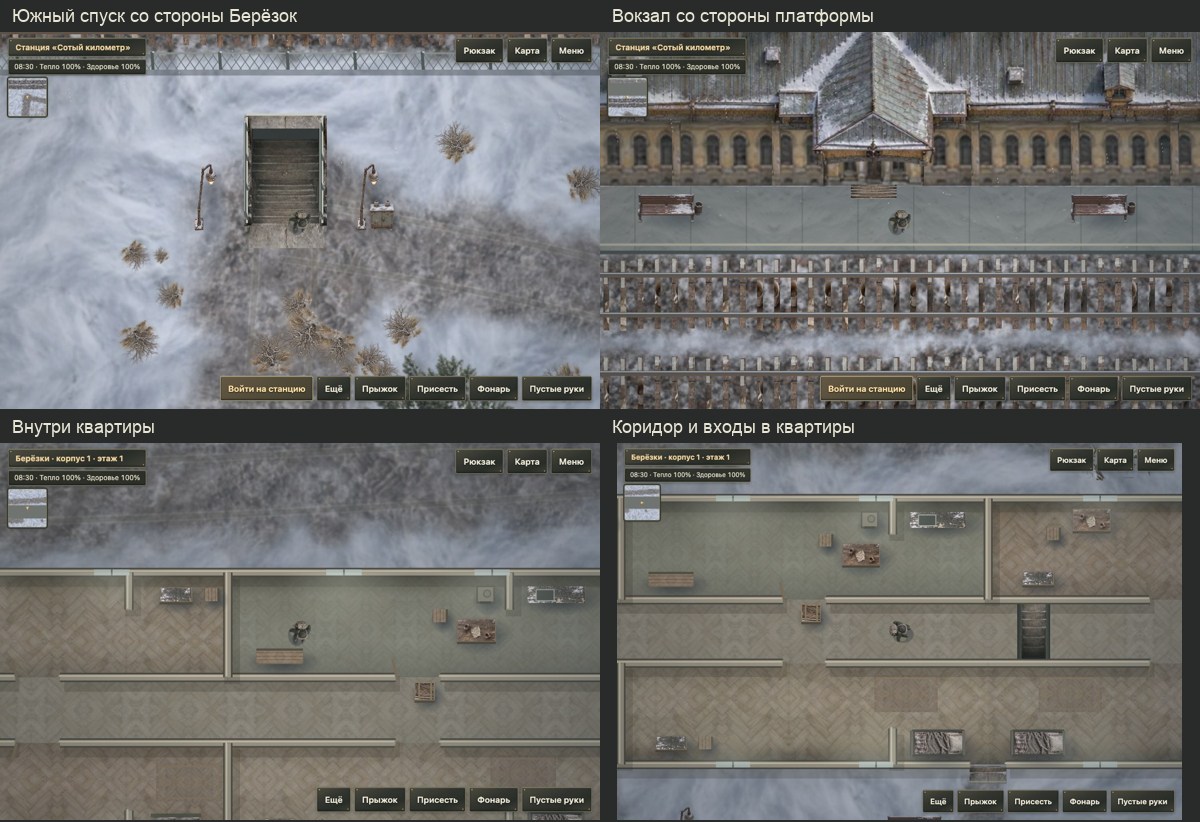 Южный спуск со стороны Берёзок
Станция «Сотый километр»
08:30 · Тепло 100% · Здоровье 100%
Рюкзак
Карта
Меню
Войти на станцию
Ещё
Прыжок
Присесть
Фонарь
Пустые руки
Вокзал со стороны платформы
Станция «Сотый километр»
08:30 · Тепло 100% · Здоровье 100%
Рюкзак
Карта
Меню
Войти на станцию
Ещё
Прыжок
Присесть
Фонарь
Пустые руки
Внутри квартиры
Берёзки · корпус 1 · этаж 1
08:30 · Тепло 100% · Здоровье 100%
Рюкзак
Карта
Меню
Ещё
Прыжок
Присесть
Фонарь
Пустые руки
Коридор и входы в квартиры
Берёзки · корпус 1 · этаж 1
08:30 · Тепло 100% · Здоровье 100%
Рюкзак
Карта
Меню
Ещё
Прыжок
Присесть
Фонарь
Пустые руки